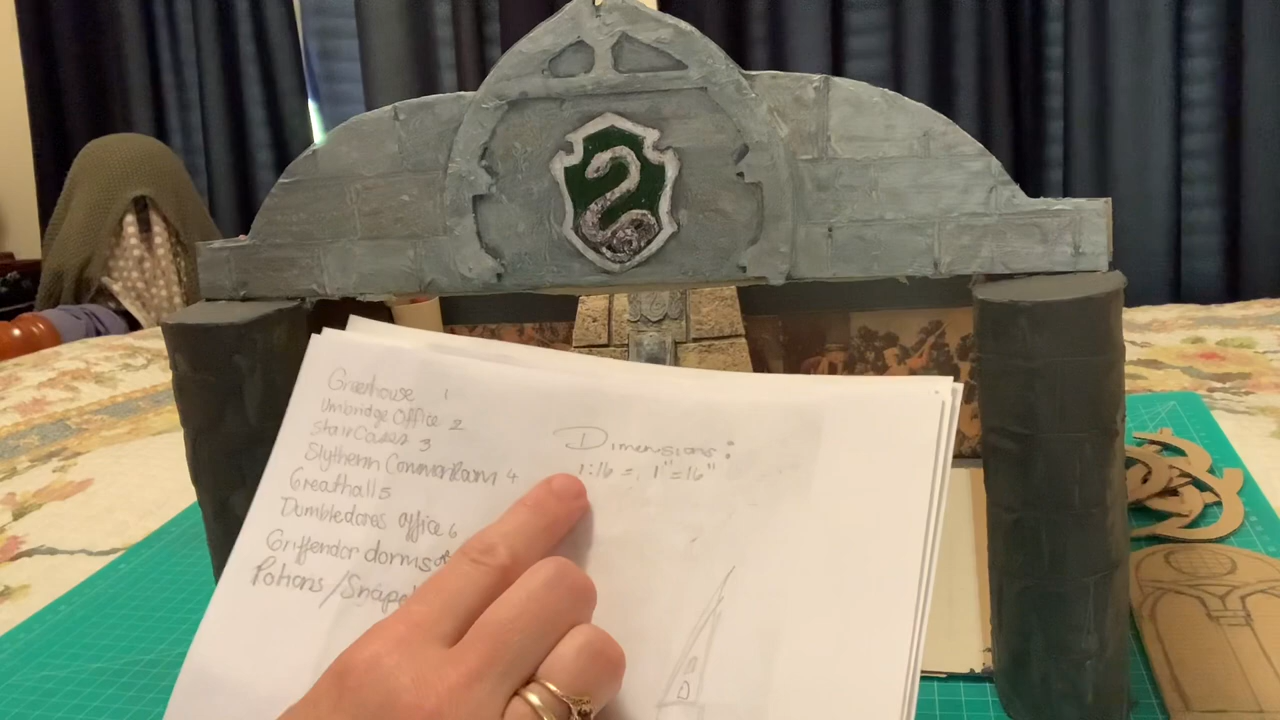 Greenhouse 1
Umbridge Office 2
StairCases 3
Slytherin CommonRoom 4
Greathall 5
Dumbledores office 6
Griffendor dorms
Potions/Snape
Dimensions:
1:16 = 1"=16"